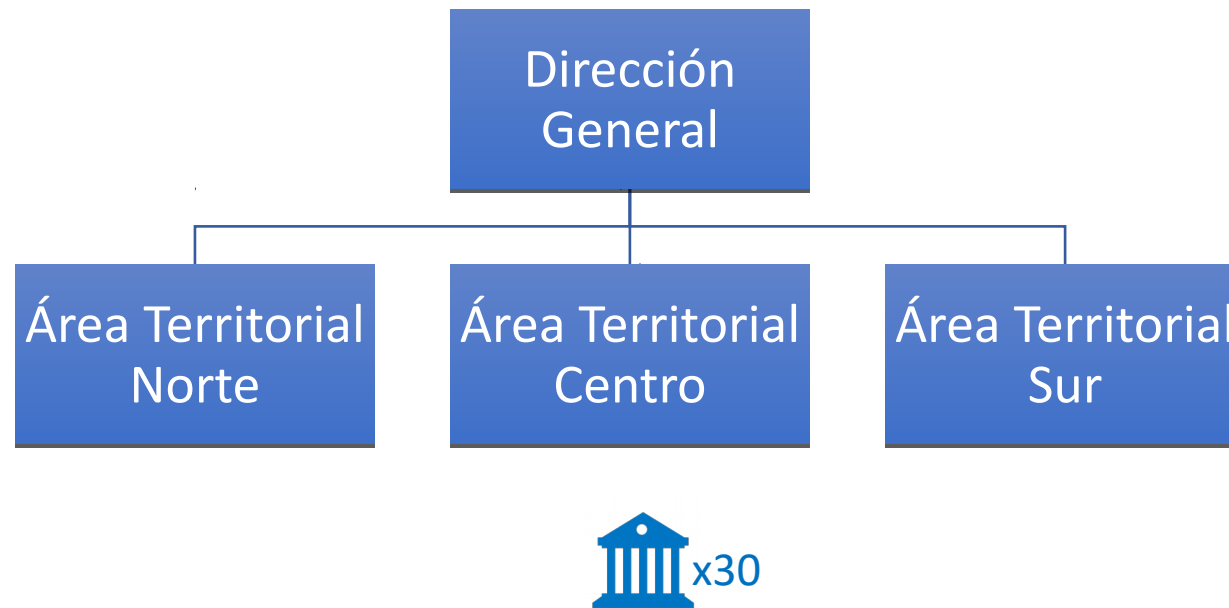 Dirección
General
Área Territorial
Norte
Área Territorial
Centro
Área Territorial
Sur
x30